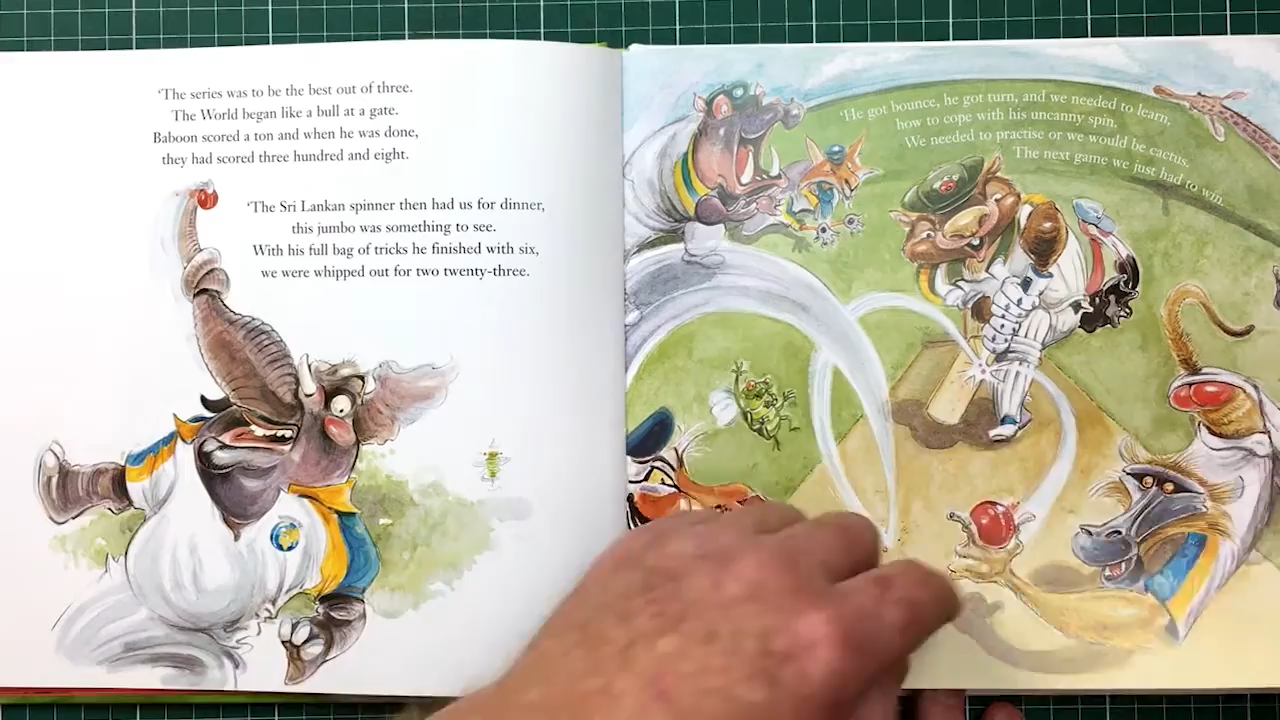 ‘The series was to be the best out of three.
The World began like a bull at a gate.
Baboon scored a ton and when he was done,
they had scored three hundred and eight.
‘The Sri Lankan spinner then had us for dinner,
this jumbo was something to see.
With his full bag of tricks he finished with six,
we were whipped out for two twenty-three.
‘He got bounce, he got turn, and we needed to learn,
how to cope with his uncanny spin.
We needed to practise or we would be cactus.
The next game we just had to win.